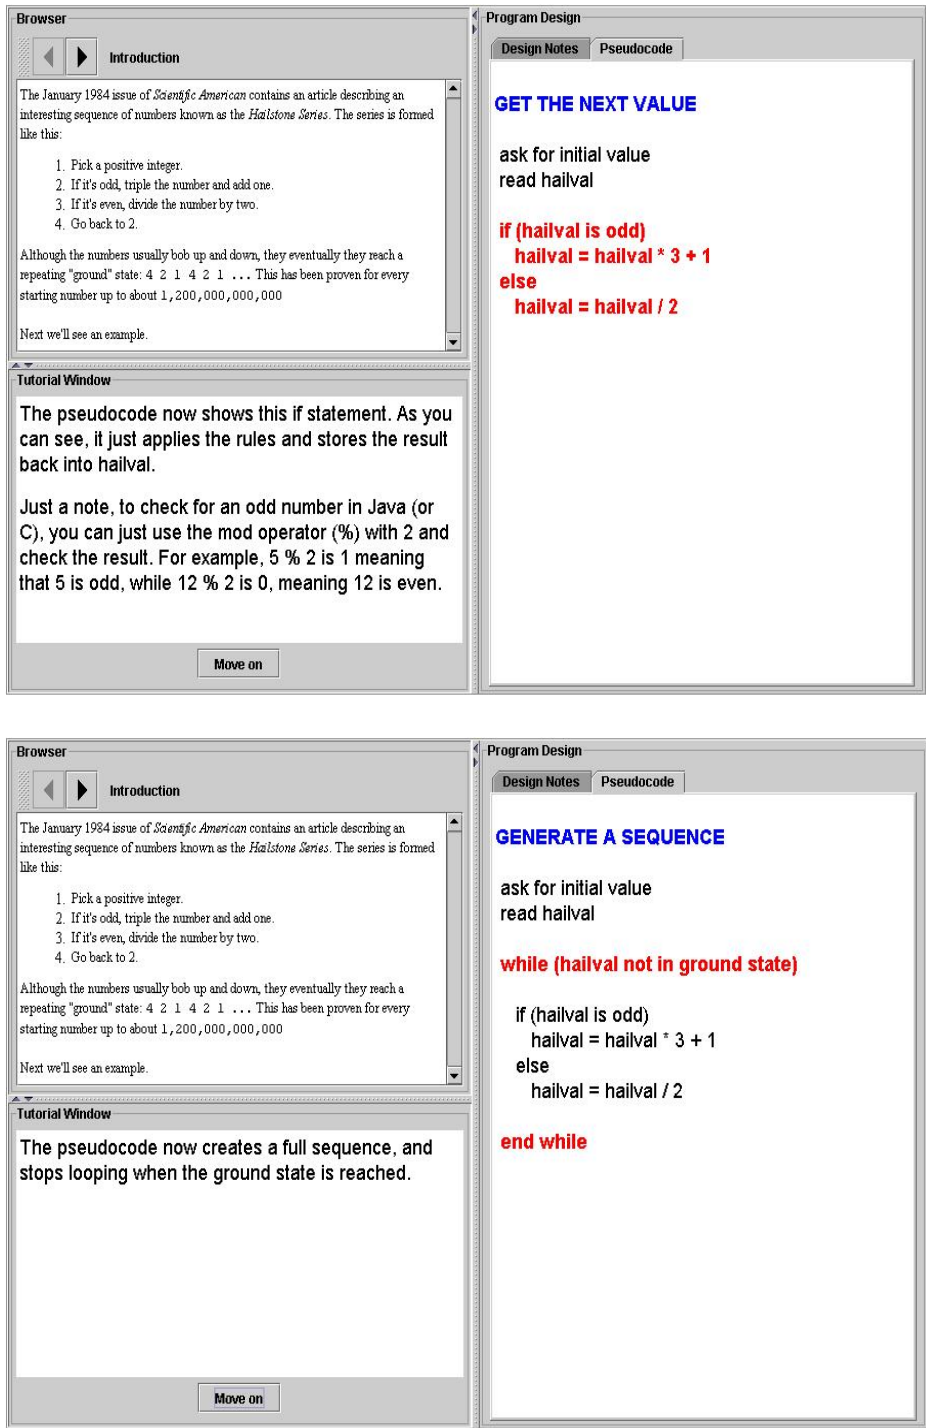 Browser
Introduction
The January 1984 issue of Scientific American contains an article describing an
interesting sequence of numbers known as the Hailstone Series. The series is formed
like this:
1. Pick a positive integer.
2. If it's odd, triple the number and add one.
3. If it's even, divide the number by two.
4. Go back to 2.
Although the numbers usually bob up and down, they eventually they reach a
repeating "ground" state: 4 2 1 4 2 1 ... This has been proven for every
starting number up to about 1,200,000,000,000
Next we'll see an example.
Tutorial Window
The pseudocode now shows this if statement. As you
can see, it just applies the rules and stores the result
back into hailval.
Just a note, to check for an odd number in Java (or
C), you can just use the mod operator (%) with 2 and
check the result. For example, 5 % 2 is 1 meaning
that 5 is odd, while 12 % 2 is 0, meaning 12 is even.
Move on
Program Design
Design Notes Pseudocode
GET THE NEXT VALUE
ask for initial value
read hailval
if (hailval is odd)
hailval = hailval * 3 + 1
else
hailval = hailval / 2
Browser
Introduction
The January 1984 issue of Scientific American contains an article describing an
interesting sequence of numbers known as the Hailstone Series. The series is formed
like this:
1. Pick a positive integer.
2. If it's odd, triple the number and add one.
3. If it's even, divide the number by two.
4. Go back to 2.
Although the numbers usually bob up and down, they eventually they reach a
repeating "ground" state: 4 2 1 4 2 1 ... This has been proven for every
starting number up to about 1,200,000,000,000
Next we'll see an example.
Tutorial Window
The pseudocode now creates a full sequence, and
stops looping when the ground state is reached.
Move on
Program Design
Design Notes Pseudocode
GENERATE A SEQUENCE
ask for initial value
read hailval
while (hailval not in ground state)
if (hailval is odd)
hailval = hailval * 3 + 1
else
hailval = hailval / 2
end while